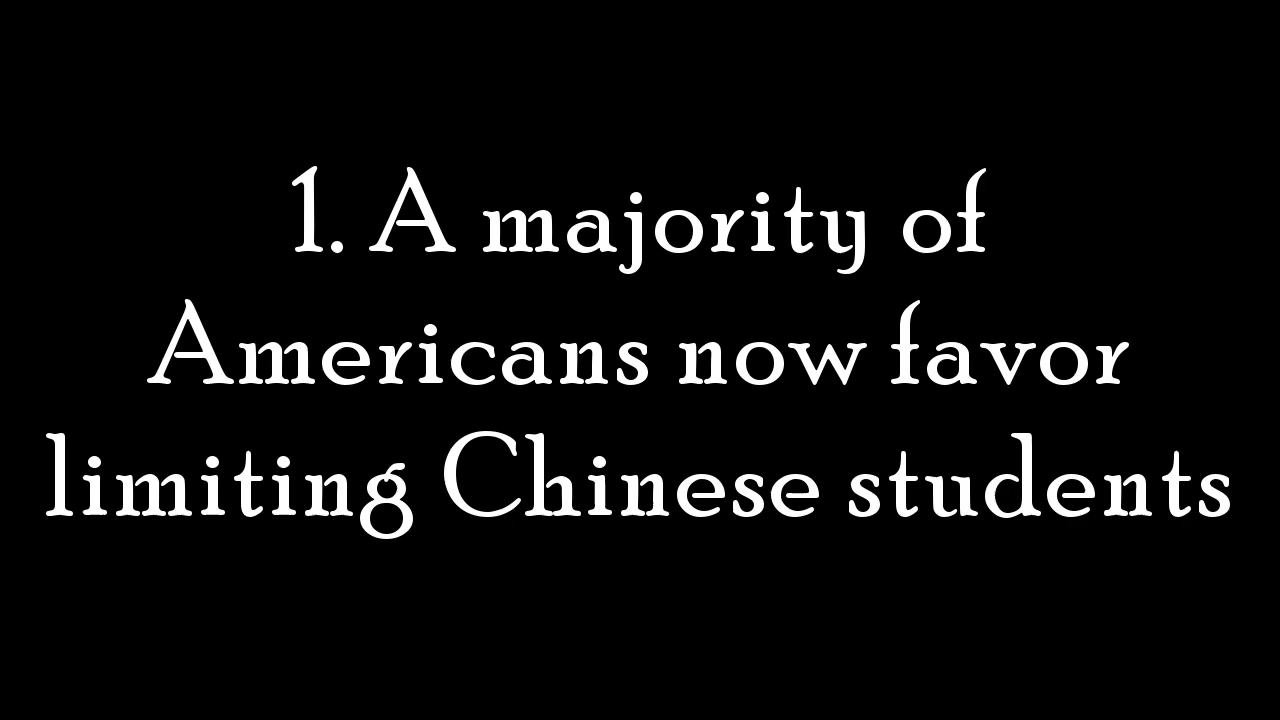 1. A majority of
Americans now favor
limiting Chinese students